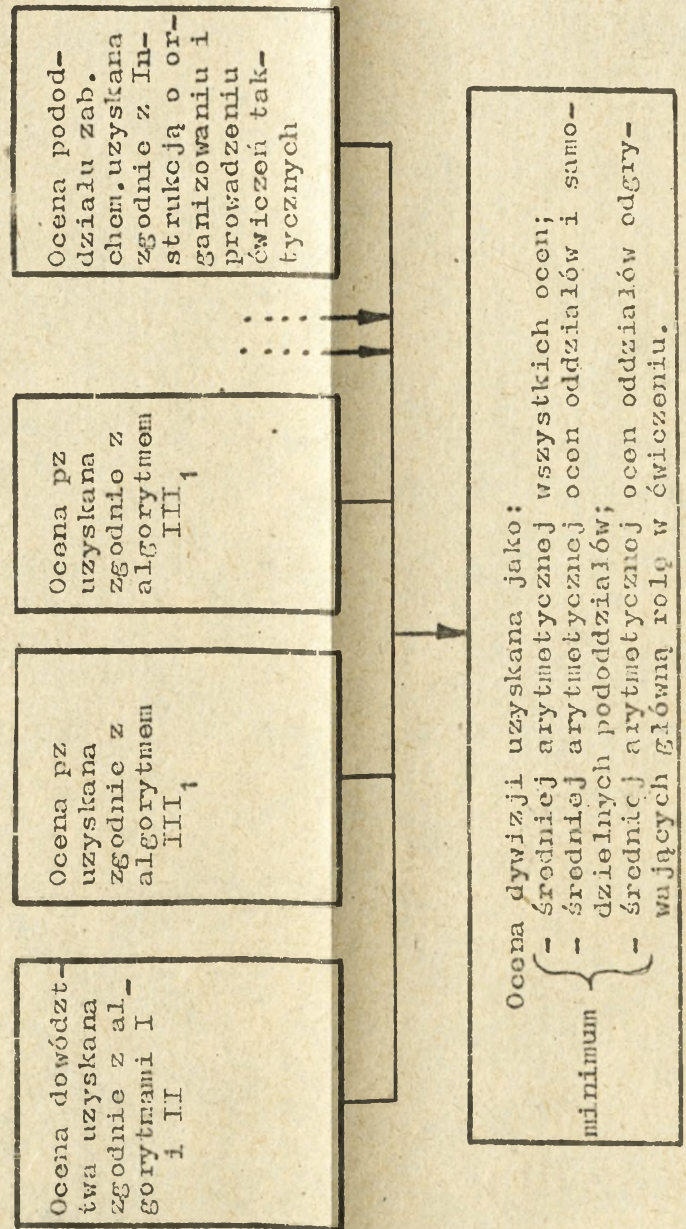 Ocena dowództ-
twa uzyskana
zgodnie z al-
gorytmami I
i II
Ocena pz
uzyskana
zgodnie z
algorytmem
III₁
Ocena pz
uzyskana
zgodnie z
algorytmem
III₁
Ocena podod-
działu zab.
chem.uzyskana
zgodnie z In-
strukcją o or-
ganizowaniu i
prowadzeniu
ćwiczeń tak-
tycznych
Ocena dywizji uzyskana jako:
- średniej arytmetycznej wszystkich ocen;
- średniej arytmetycznej ocen oddziałów i samo-
dzielnych pododdziałów;
- średniej arytmetycznej ocen oddziałów odgry-
wających główną rolę w ćwiczeniu.
minimum